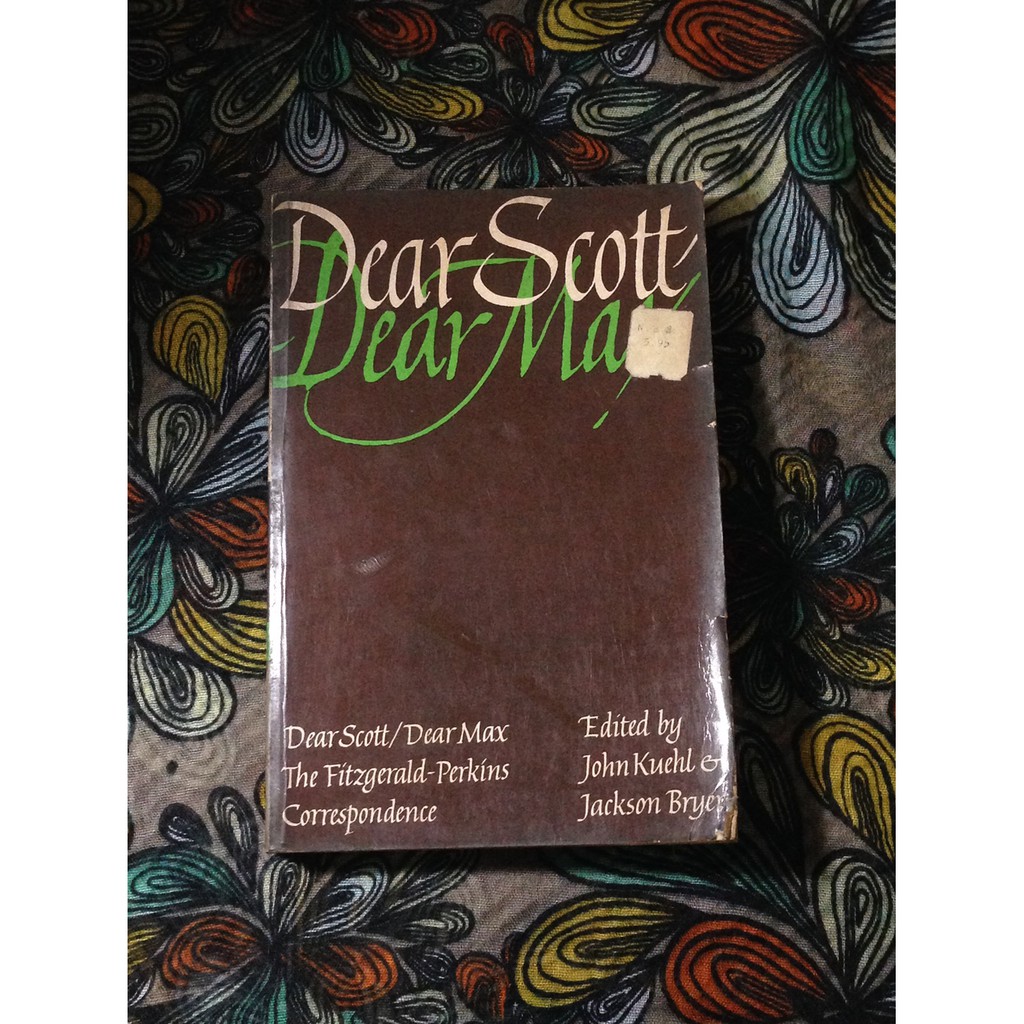 Dear Scott
Dear Max
Dear Scott/Dear Max
The Fitzgerald-Perkins
Correspondence
Edited by
John Kuehl &
Jackson Bryer